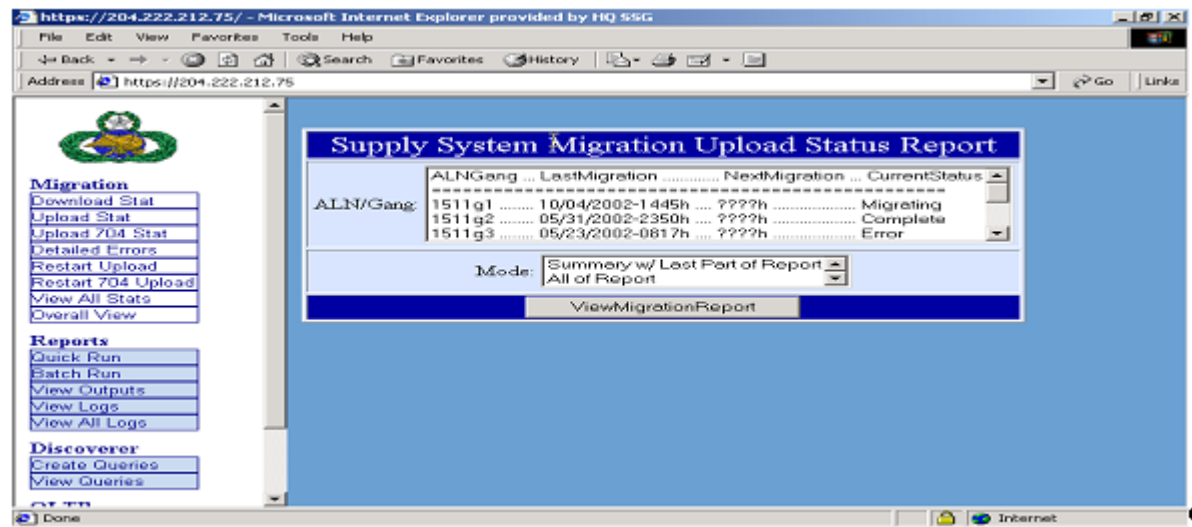 https://204.222.212.75/ - Microsoft Internet Explorer provided by HQ SSG
File Edit View Favorites Tools Help
Back Search Favorites History
Address https://204.222.212.75 Go Links
Migration
Download Stat
Upload Stat
Upload 704 Stat
Detailed Errors
Restart Upload
Restart 704 Upload
View All Stats
Overall View
Reports
Quick Run
Batch Run
View Outputs
View Logs
View All Logs
Discoverer
Create Queries
View Queries
Supply System Migration Upload Status Report
ALN/Gang:
ALNGang ... LastMigration ............. NextMigration ... CurrentStatus
----------------------------------------------------
1511g1 ........ 10/04/2002-1445h .... ????h ................... Migrating
1511g2 ........ 05/31/2002-2350h .... ????h ................... Complete
1511g3 ........ 05/23/2002-0817h .... ????h ................... Error
Mode: Summary w/ Last Part of Report
All of Report
ViewMigrationReport
Done Internet